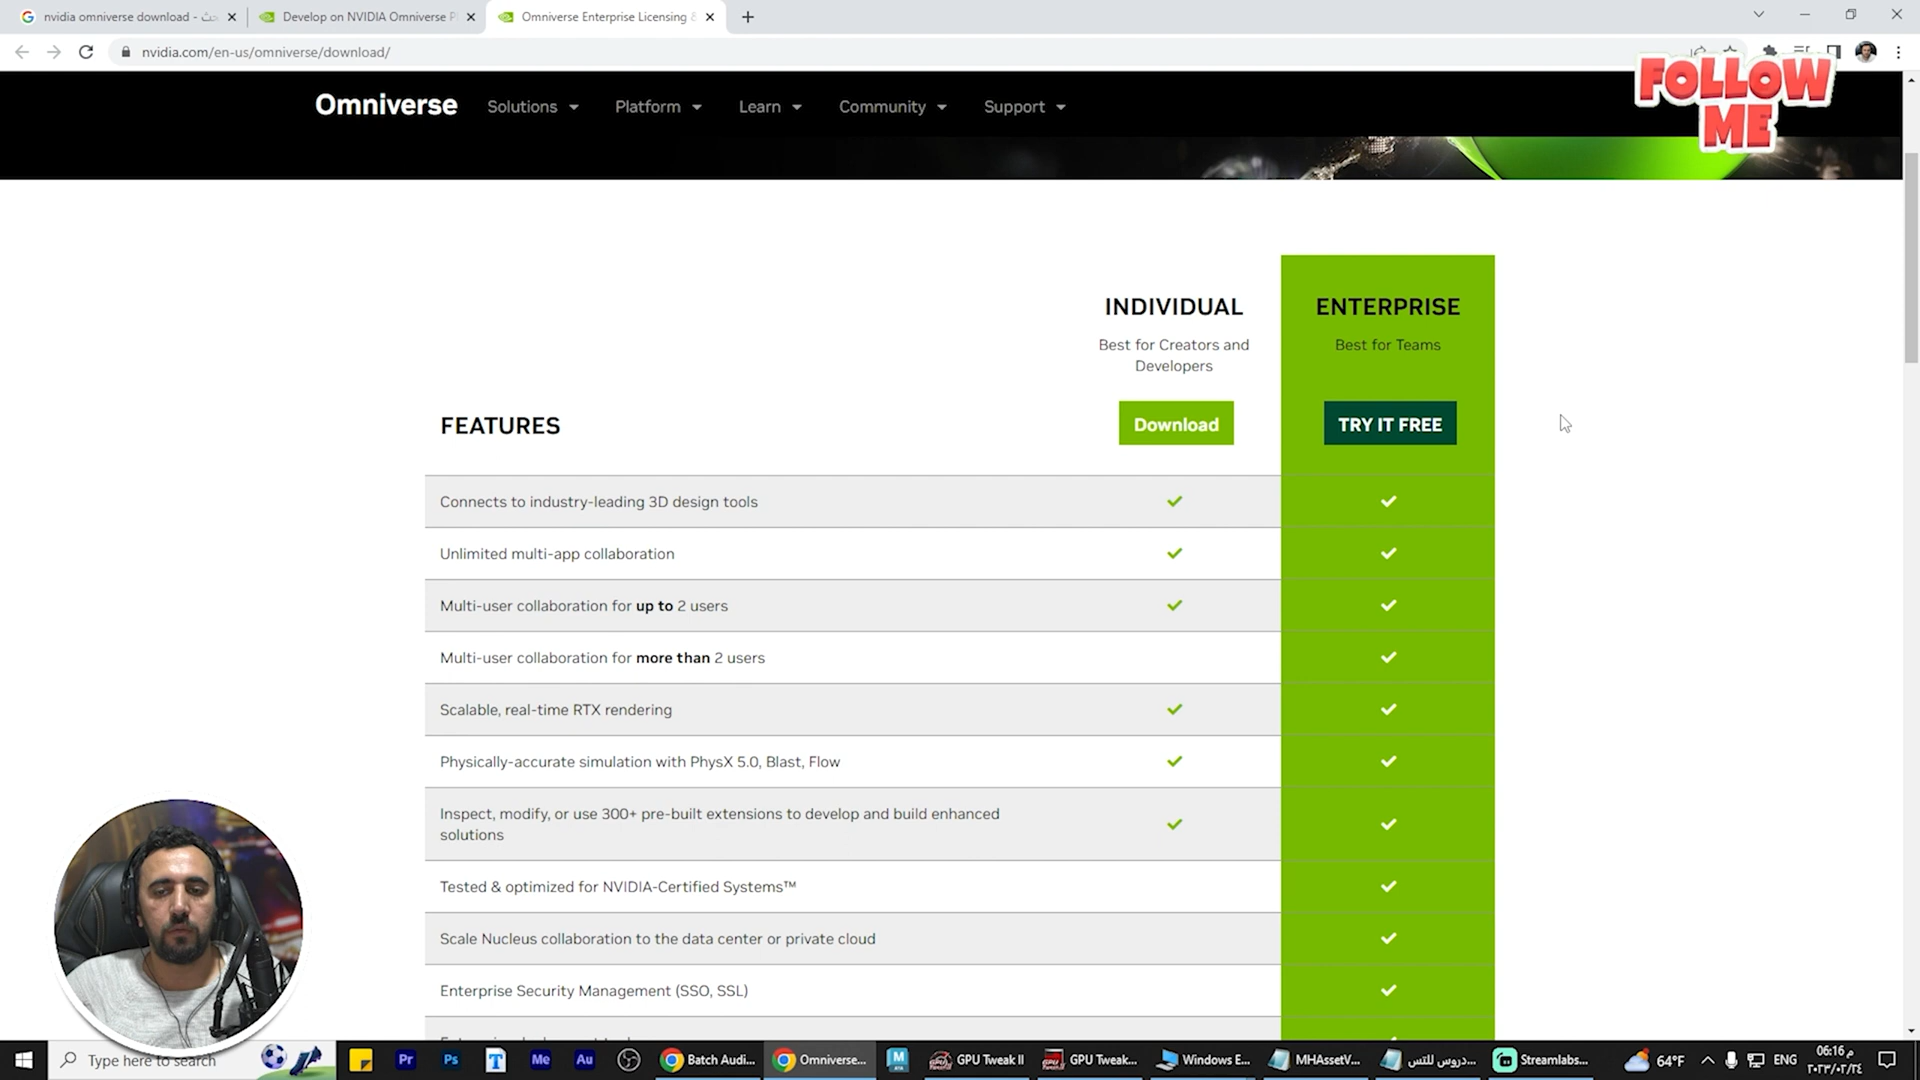 nvidia omniverse download - بحث
Develop on NVIDIA Omniverse P
Omniverse Enterprise Licensing &
nvidia.com/en-us/omniverse/download/
FOLLOW
ME
Omniverse
Solutions
Platform
Learn
Community
Support
INDIVIDUAL
Best for Creators and
Developers
Download
ENTERPRISE
Best for Teams
TRY IT FREE
FEATURES
Connects to industry-leading 3D design tools
Unlimited multi-app collaboration
Multi-user collaboration for up to 2 users
Multi-user collaboration for more than 2 users
Scalable, real-time RTX rendering
Physically-accurate simulation with PhysX 5.0, Blast, Flow
Inspect, modify, or use 300+ pre-built extensions to develop and build enhanced
solutions
Tested & optimized for NVIDIA-Certified Systems™
Scale Nucleus collaboration to the data center or private cloud
Enterprise Security Management (SSO, SSL)
Type here to search
Pr
Ps
T
Me
Au
Batch Audi...
Omniverse...
M
GPU Tweak II
GPU Tweak...
Windows E...
MHAssetV...
دروس للتس...
Streamlabs...
64°F
ENG
06:16 م
٢٠٢٣/٠٢/٢٤